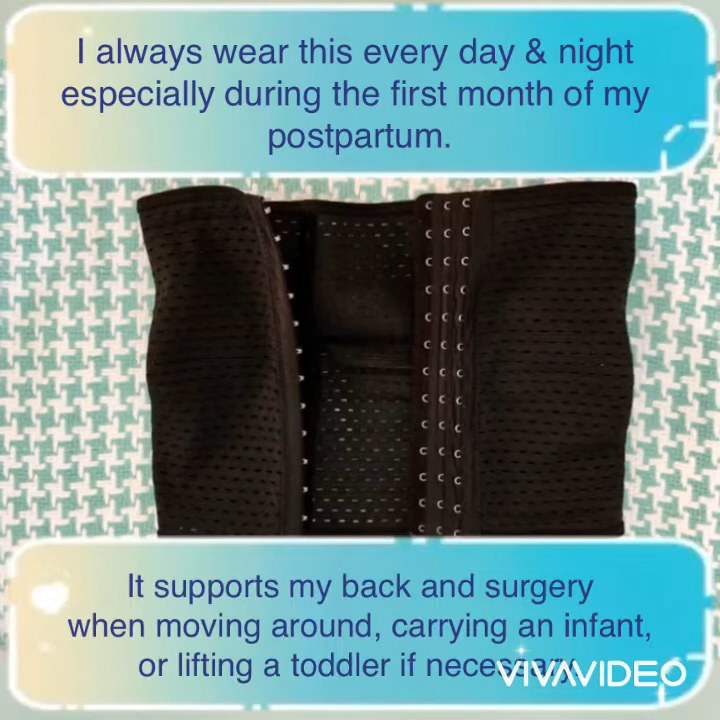 I always wear this every day & night
especially during the first month of my
postpartum.
It supports my back and surgery
when moving around, carrying an infant,
or lifting a toddler if necessary.
VIVAVIDEO